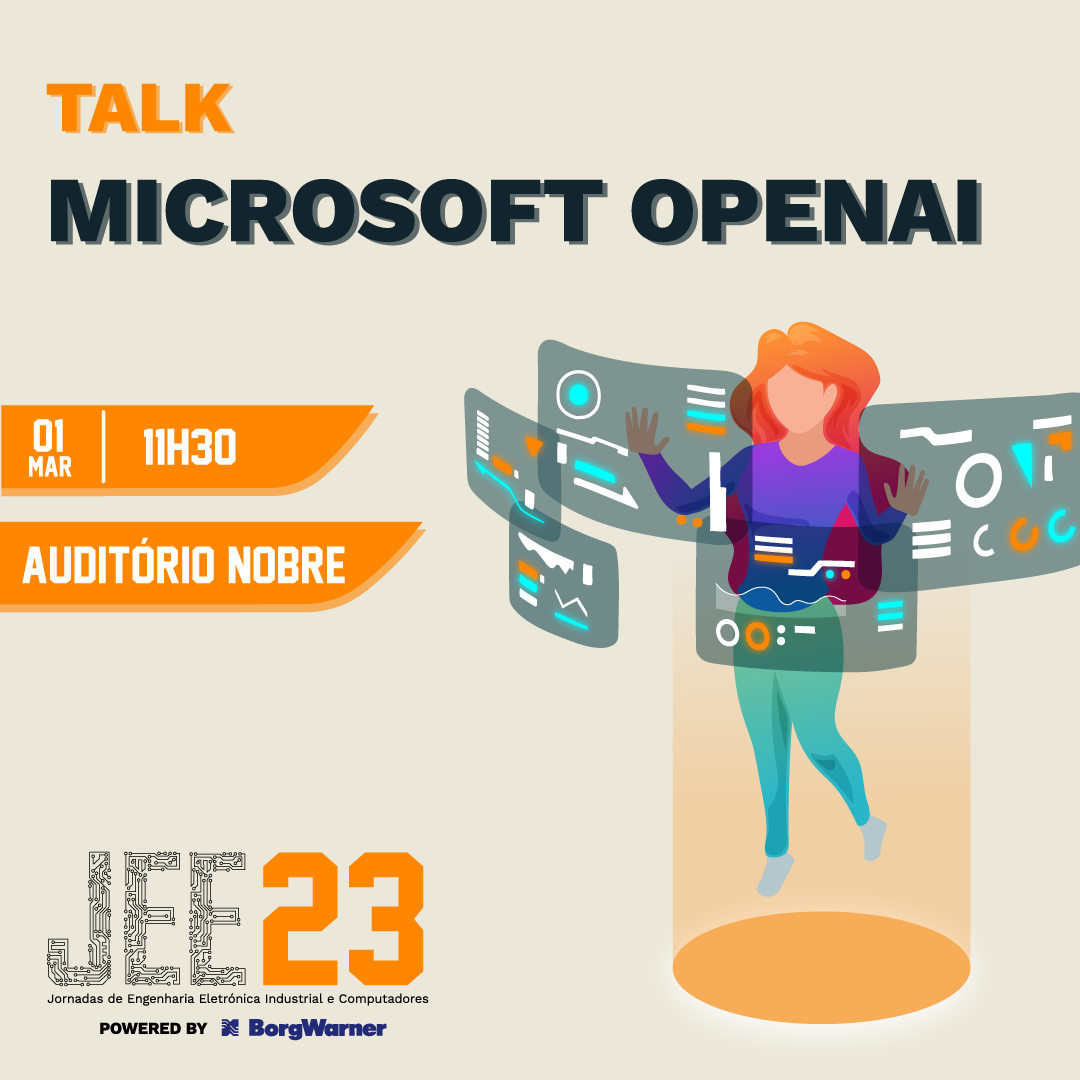 TALK
MICROSOFT OPENAI
01
MAR
11H30
AUDITÓRIO NOBRE
JEE23
Jornadas de Engenharia Eletrónica Industrial e Computadores
POWERED BY BorgWarner